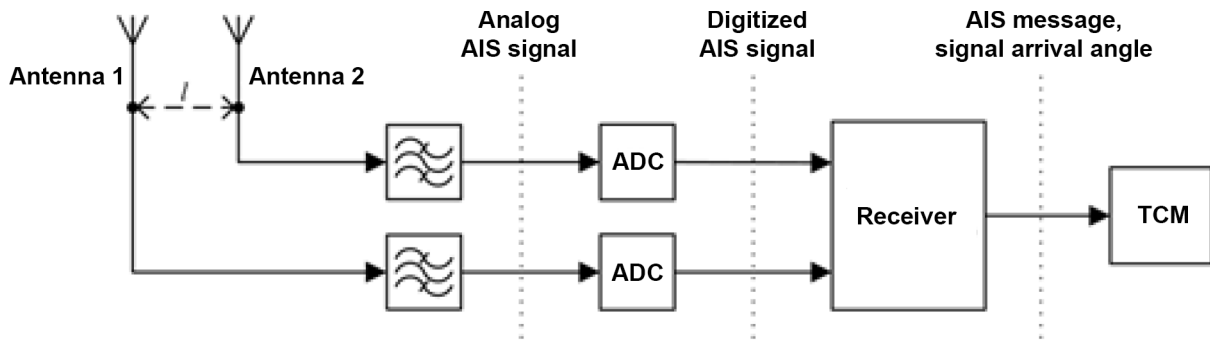 Analog
AIS signal
Digitized
AIS signal
AIS message,
signal arrival angle
Antenna 1
l
Antenna 2
ADC
Receiver
TCM
ADC